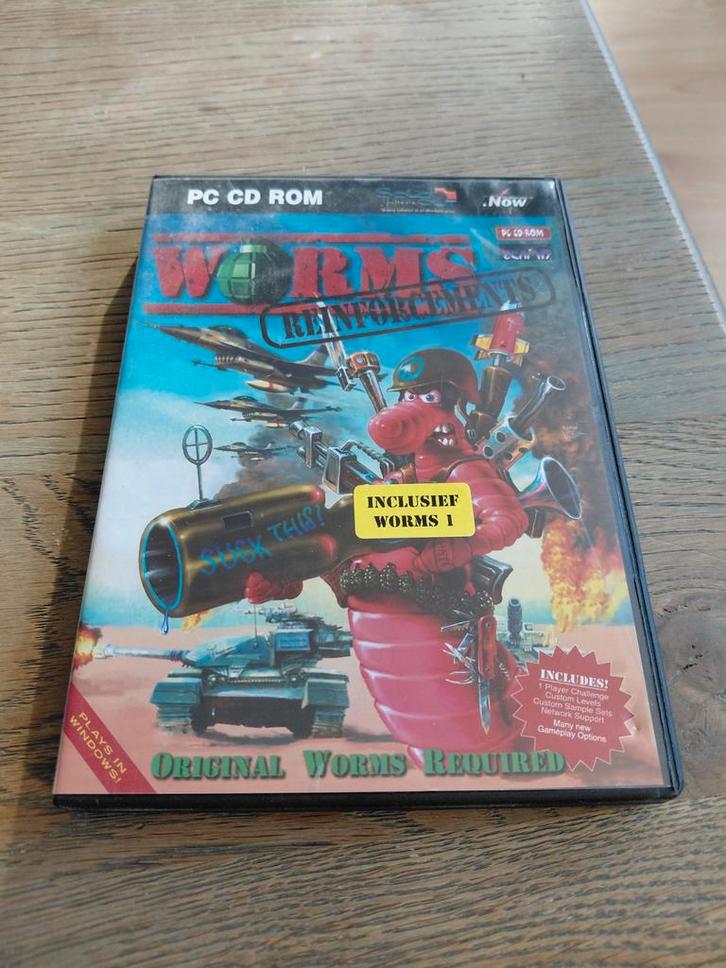 PC CD ROM
.Now
PC CD-ROM
WORMS
REINFORCEMENTS
SUCK THIS!
INCLUSIEF
WORMS 1
INCLUDES!
1 Player Challenge
Custom Levels
Custom Sample Sets
Network Support
Many new
Gameplay Options
PLAYS IN
WINDOWS!
ORIGINAL WORMS REQUIRED